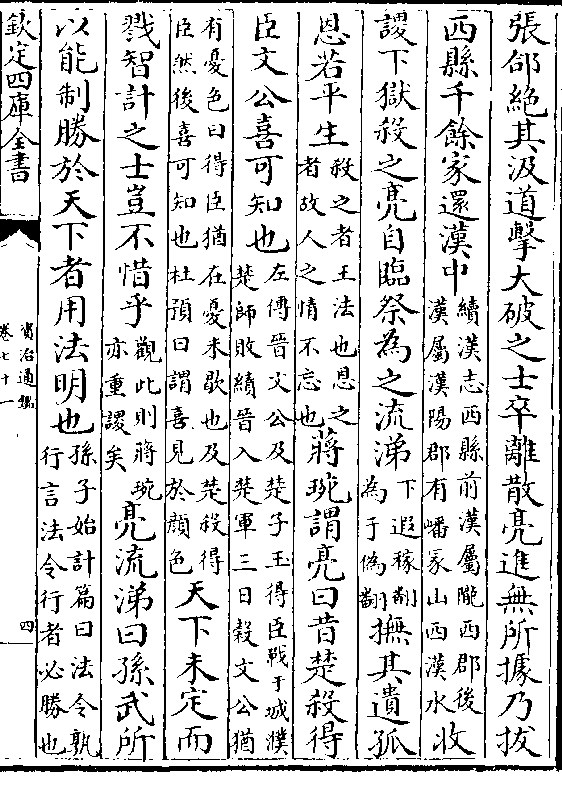 張郃絶其汲道擊大破之士卒離散亮進無所據乃拔
西縣千餘家還漢中
續漢志西縣前漢屬隴西郡後
漢屬漢陽郡有嶓冢山西漢水
收
謖下獄殺之亮自臨祭為之流涕
下遐稼翻
為于偽翻
撫其遺孤
恩若平生
殺之者王法也恩之
者故人之情不忘也
蔣琬謂亮曰昔楚殺得
臣文公喜可知也
左傳晉文公及楚子玉得臣戰于城濮
楚師敗績晉入楚軍三日穀文公猶
有憂色曰得臣猶在憂未歇也及楚殺得
臣然後喜可知也杜預曰謂喜見於顔色
天下未定而
戮智計之士豈不惜乎
觀此則蔣琬
亦重謖矣
亮流涕曰孫武所
以能制勝於天下者用法明也
孫子始計篇曰法令孰
行言法令行者必勝也
欽定四庫全書
資治通鑑
卷七十一
四